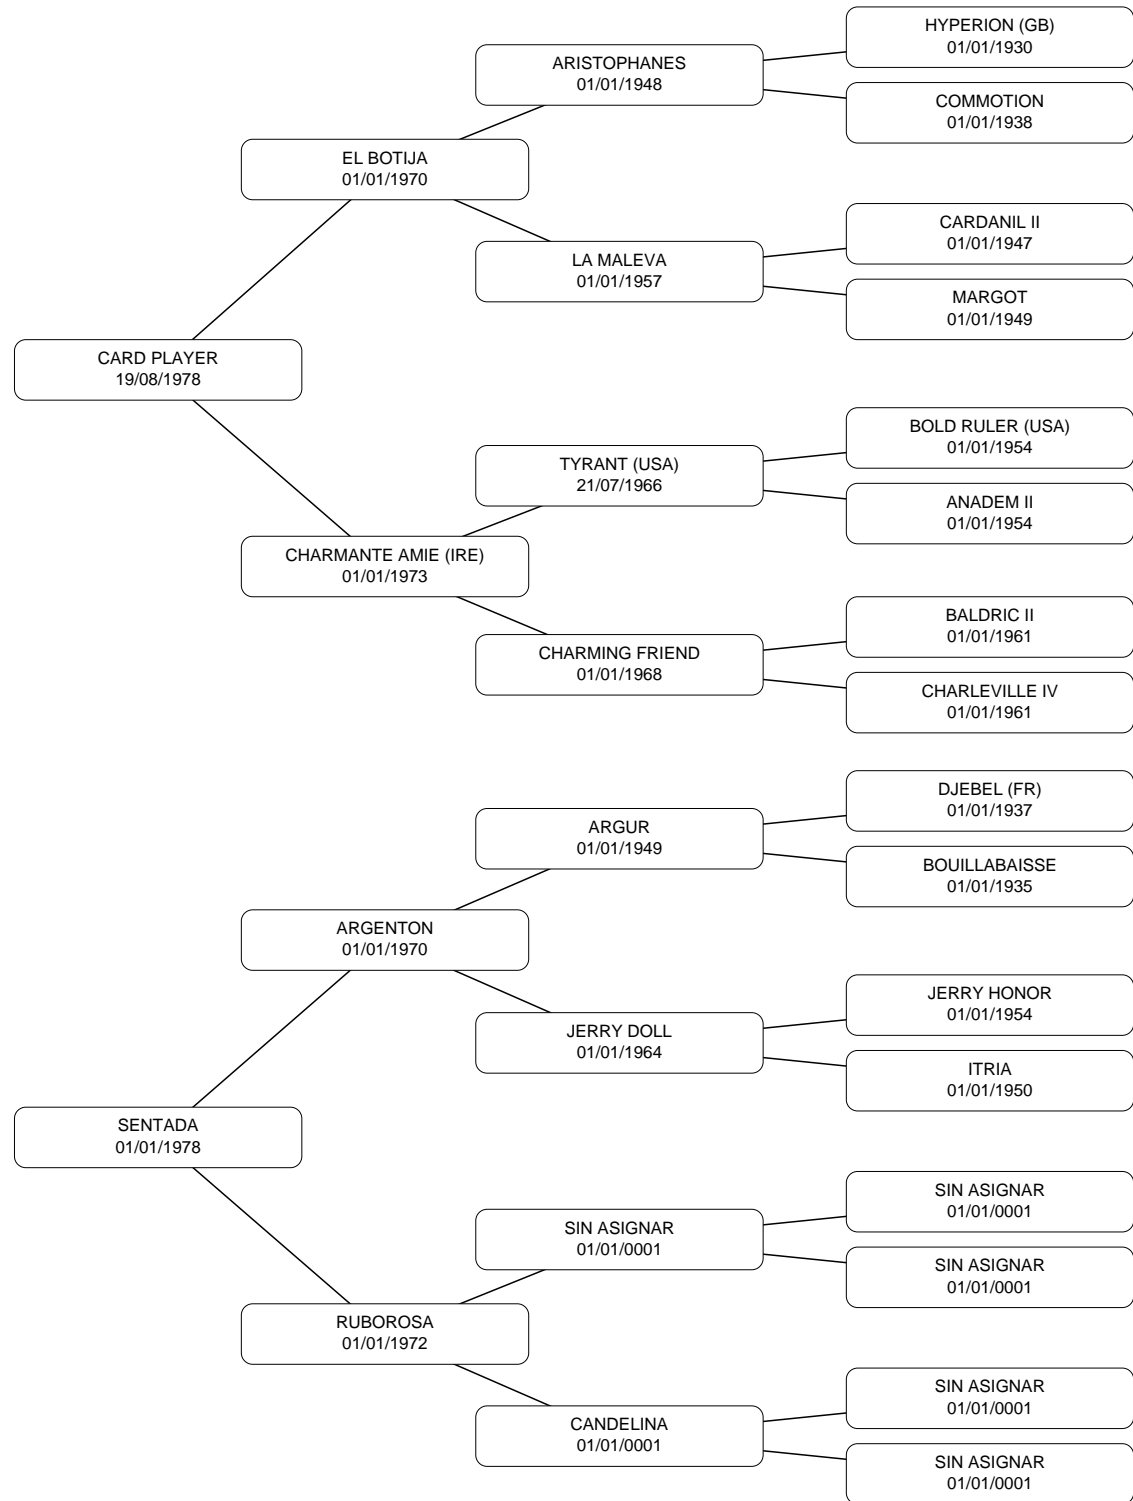 HYPERION (GB)
01/01/1930
ARISTOPHANES
01/01/1948
COMMOTION
01/01/1938
EL BOTIJA
01/01/1970
CARDANIL II
01/01/1947
LA MALEVA
01/01/1957
MARGOT
01/01/1949
CARD PLAYER
19/08/1978
BOLD RULER (USA)
01/01/1954
TYRANT (USA)
21/07/1966
ANADEM II
01/01/1954
CHARMANTE AMIE (IRE)
01/01/1973
BALDRIC II
01/01/1961
CHARMING FRIEND
01/01/1968
CHARLEVILLE IV
01/01/1961
DJEBEL (FR)
01/01/1937
ARGUR
01/01/1949
BOUILLABAISSE
01/01/1935
ARGENTON
01/01/1970
JERRY HONOR
01/01/1954
JERRY DOLL
01/01/1964
ITRIA
01/01/1950
SENTADA
01/01/1978
SIN ASIGNAR
01/01/0001
SIN ASIGNAR
01/01/0001
SIN ASIGNAR
01/01/0001
RUBOROSA
01/01/1972
SIN ASIGNAR
01/01/0001
CANDELINA
01/01/0001
SIN ASIGNAR
01/01/0001